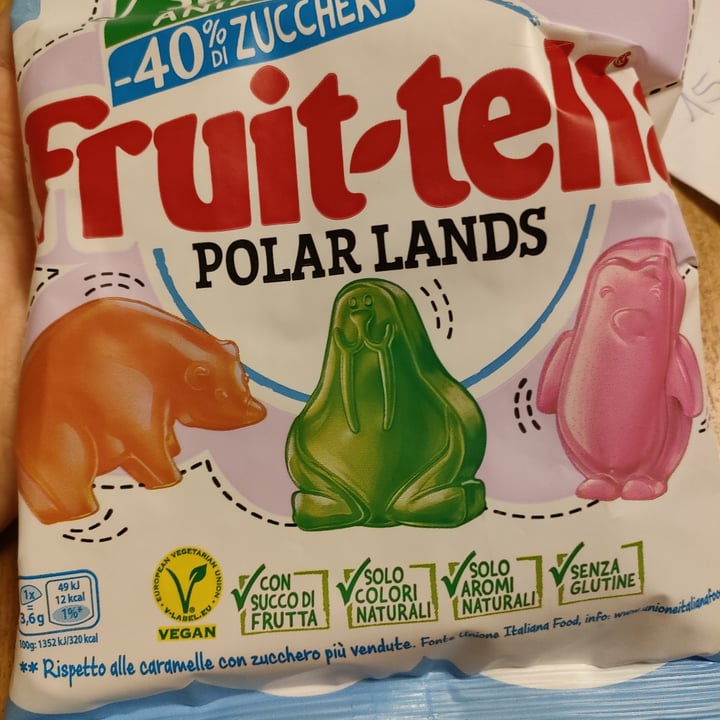 -40% DI ZUCCHERI
Fruit-tella
POLAR LANDS
1x
=
3,6g
49 kJ
12 kcal
1%*
100g: 1352 kJ/320 kcal
EUROPEAN VEGETARIAN UNION
V-LABEL.EU
VEGAN
CON
SUCCO DI
FRUTTA
SOLO
COLORI
NATURALI
SOLO
AROMI
NATURALI
SENZA
GLUTINE
** Rispetto alle caramelle con zucchero più vendute. Fonte Unione Italiana Food, info: www.unioneitalianafoo